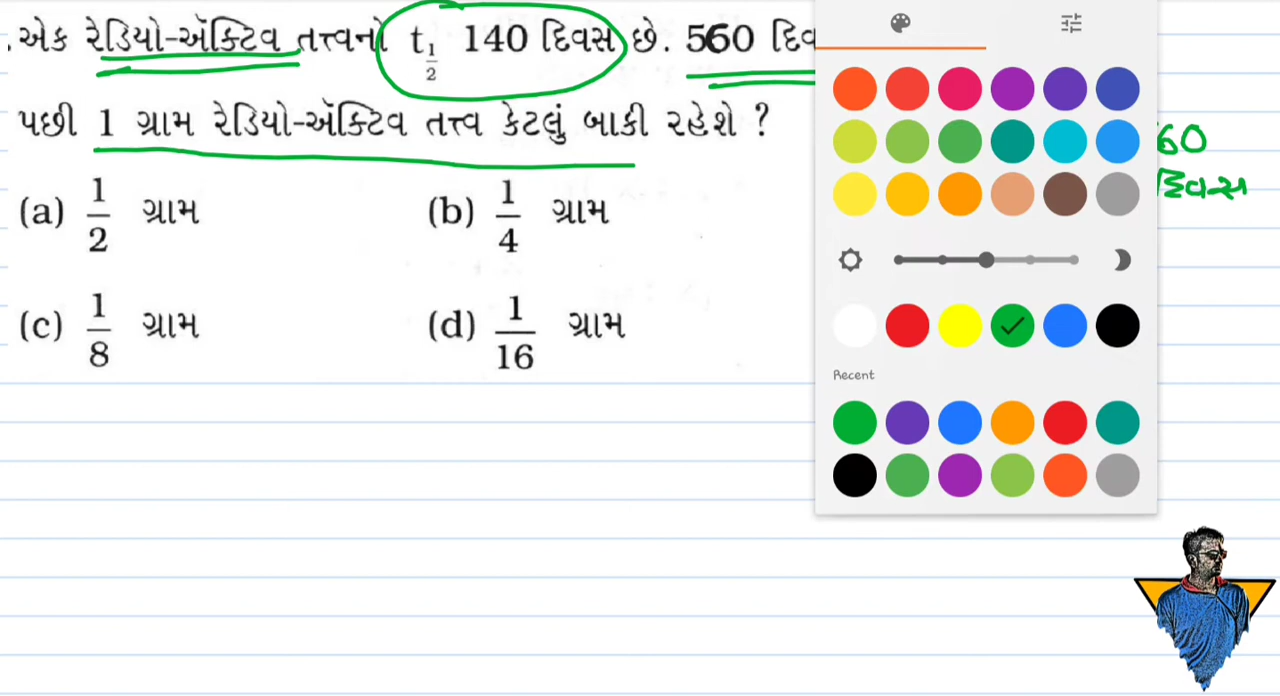 . એક રેડિયો-ઍક્ટિવ તત્ત્વનો t 1/2 140 દિવસ છે. 560
પછી 1 ગ્રામ રેડિયો-ઍક્ટિવ તત્ત્વ કેટલું બાકી રહેશે ?
60
દિવસ
(a) 1/2 ગ્રામ (b) 1/4 ગ્રામ
(c) 1/8 ગ્રામ (d) 1/16 ગ્રામ
Recent